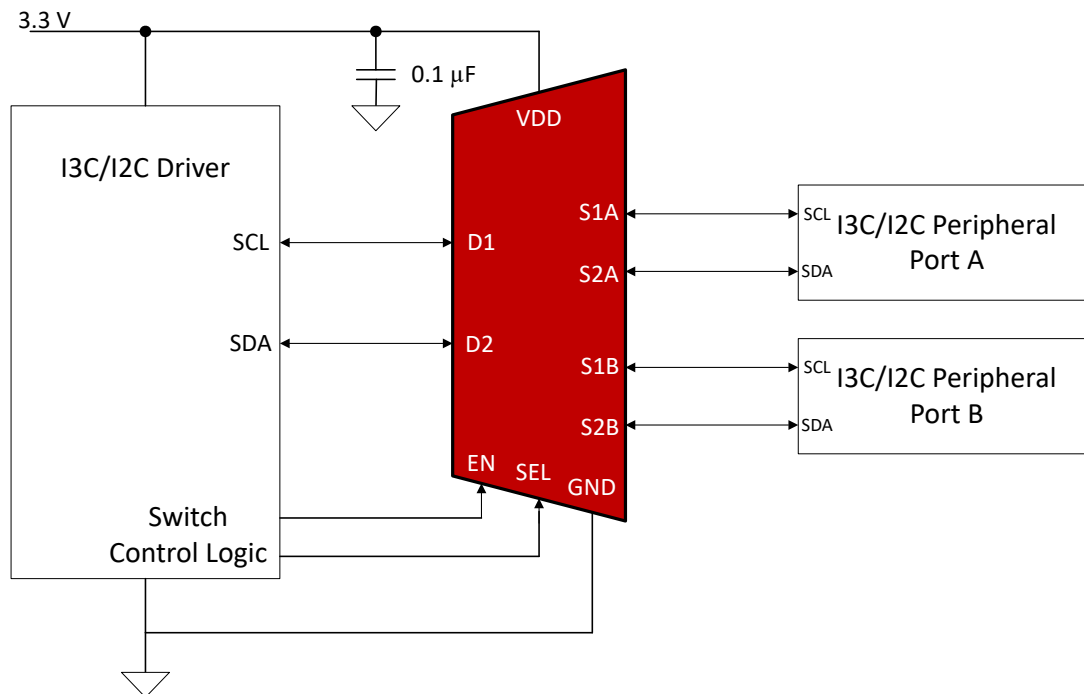 3.3 V
0.1 μF
VDD
I3C/I2C Driver
SCL
SDA
Switch
Control Logic
D1
D2
EN
SEL
GND
S1A
S2A
S1B
S2B
SCL
I3C/I2C Peripheral
Port A
SDA
SCL
I3C/I2C Peripheral
Port B
SDA